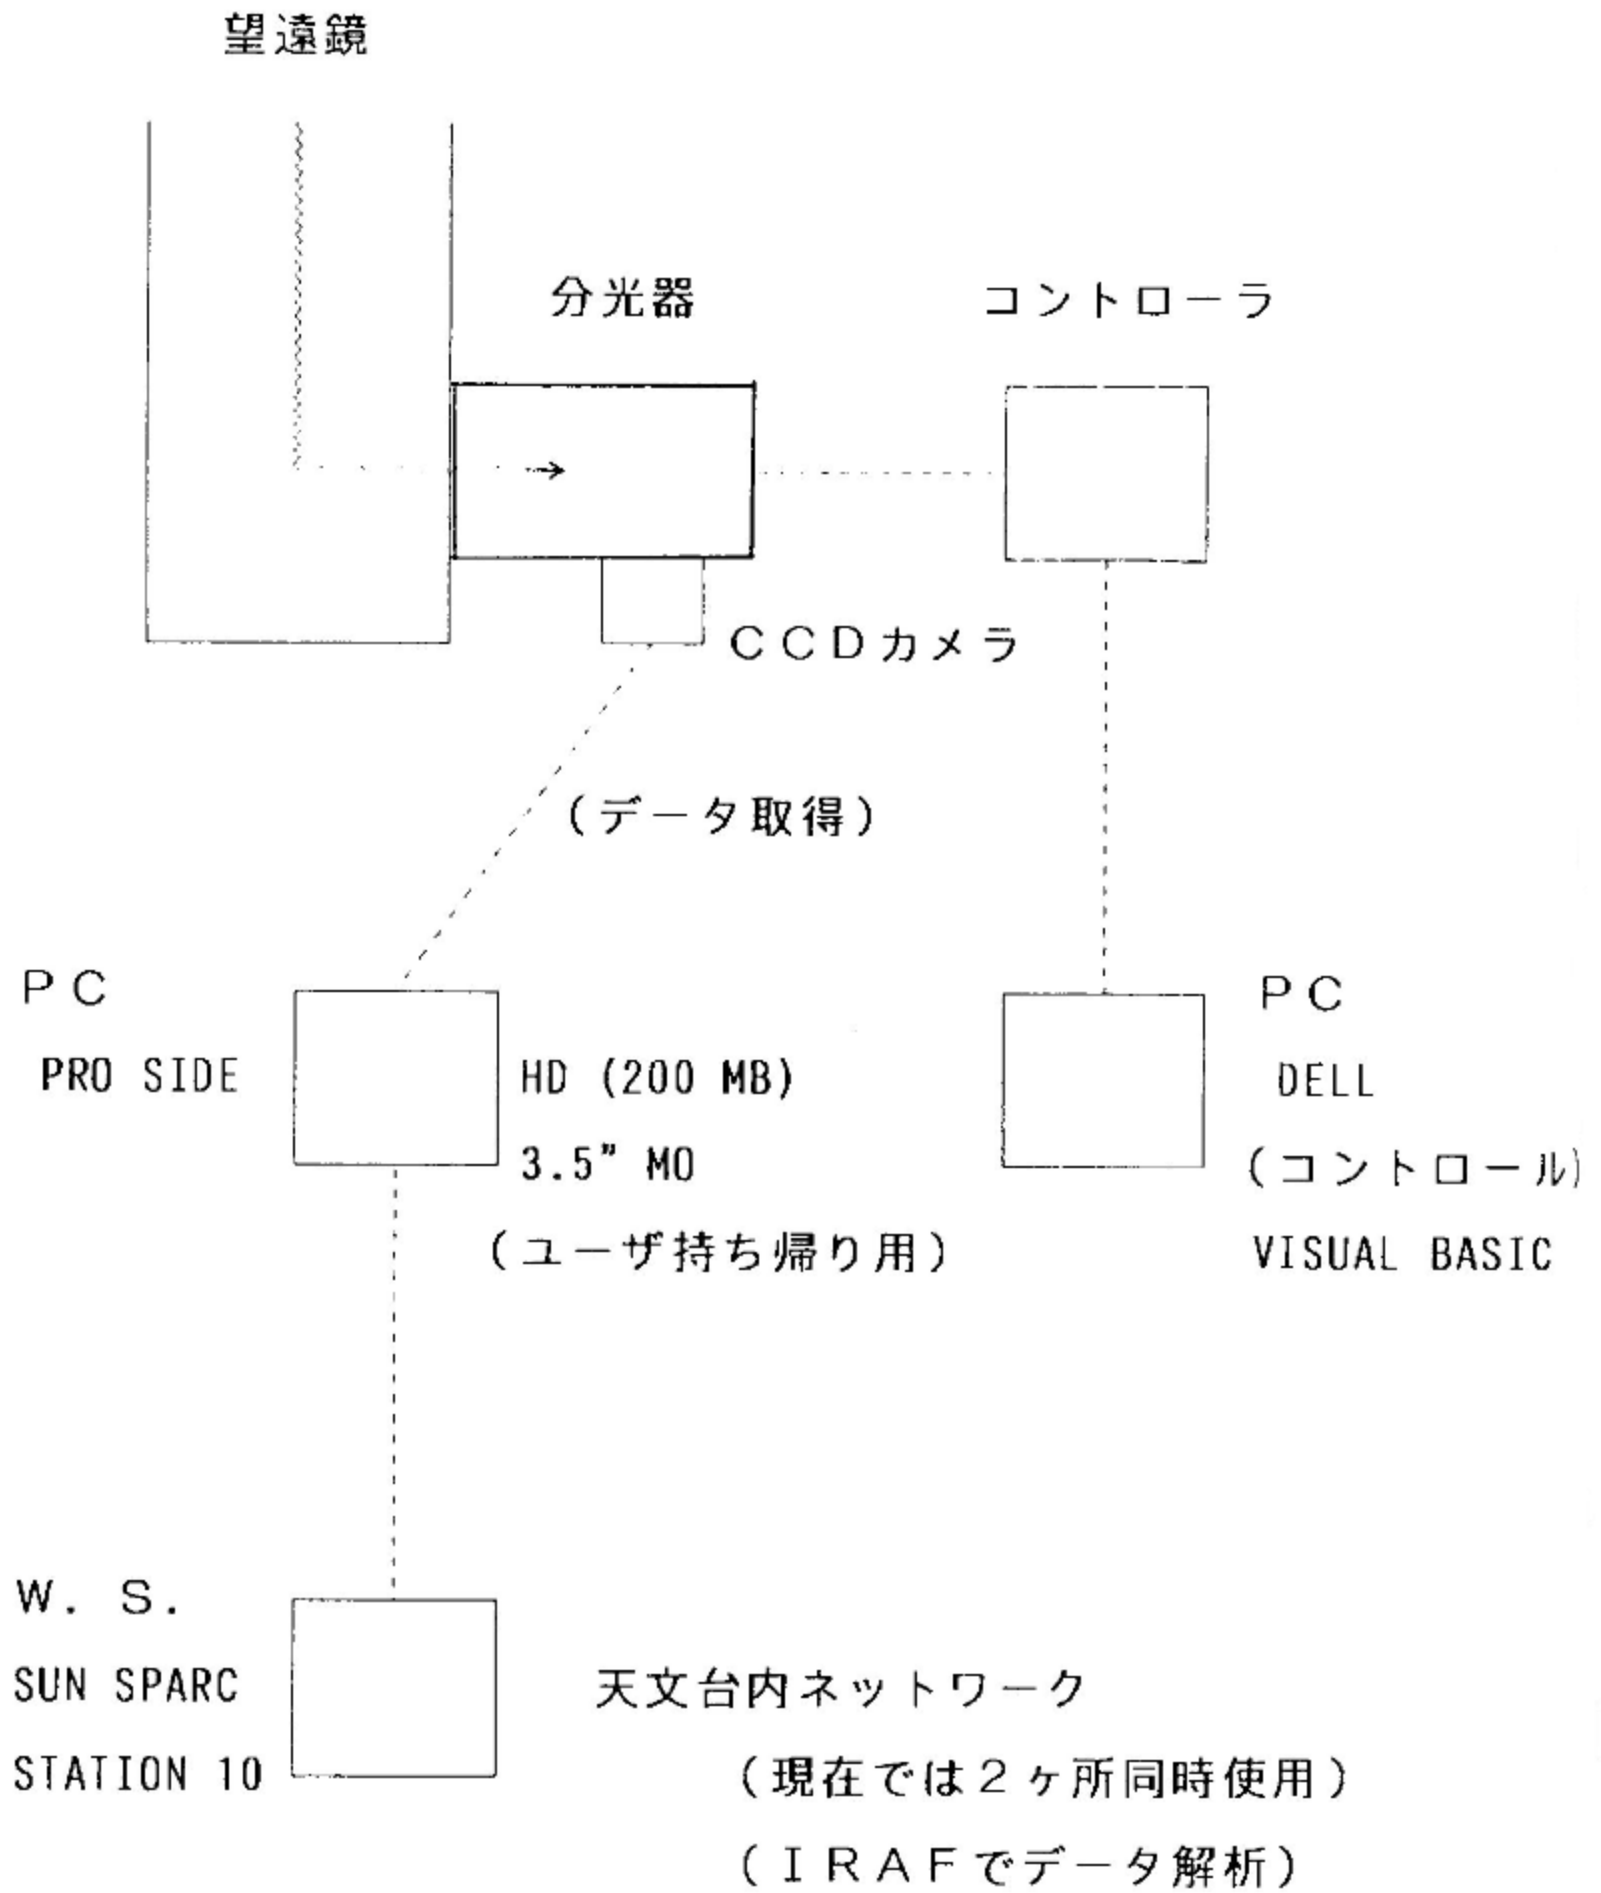 望遠鏡
分光器
コントローラ
CCDカメラ
(データ取得)
PC
PRO SIDE
HD (200 MB)
3.5" MO
(ユーザ持ち帰り用)
PC
DELL
(コントロール)
VISUAL BASIC
W. S.
SUN SPARC
STATION 10
天文台内ネットワーク
(現在では2ヶ所同時使用)
(IRAFでデータ解析)